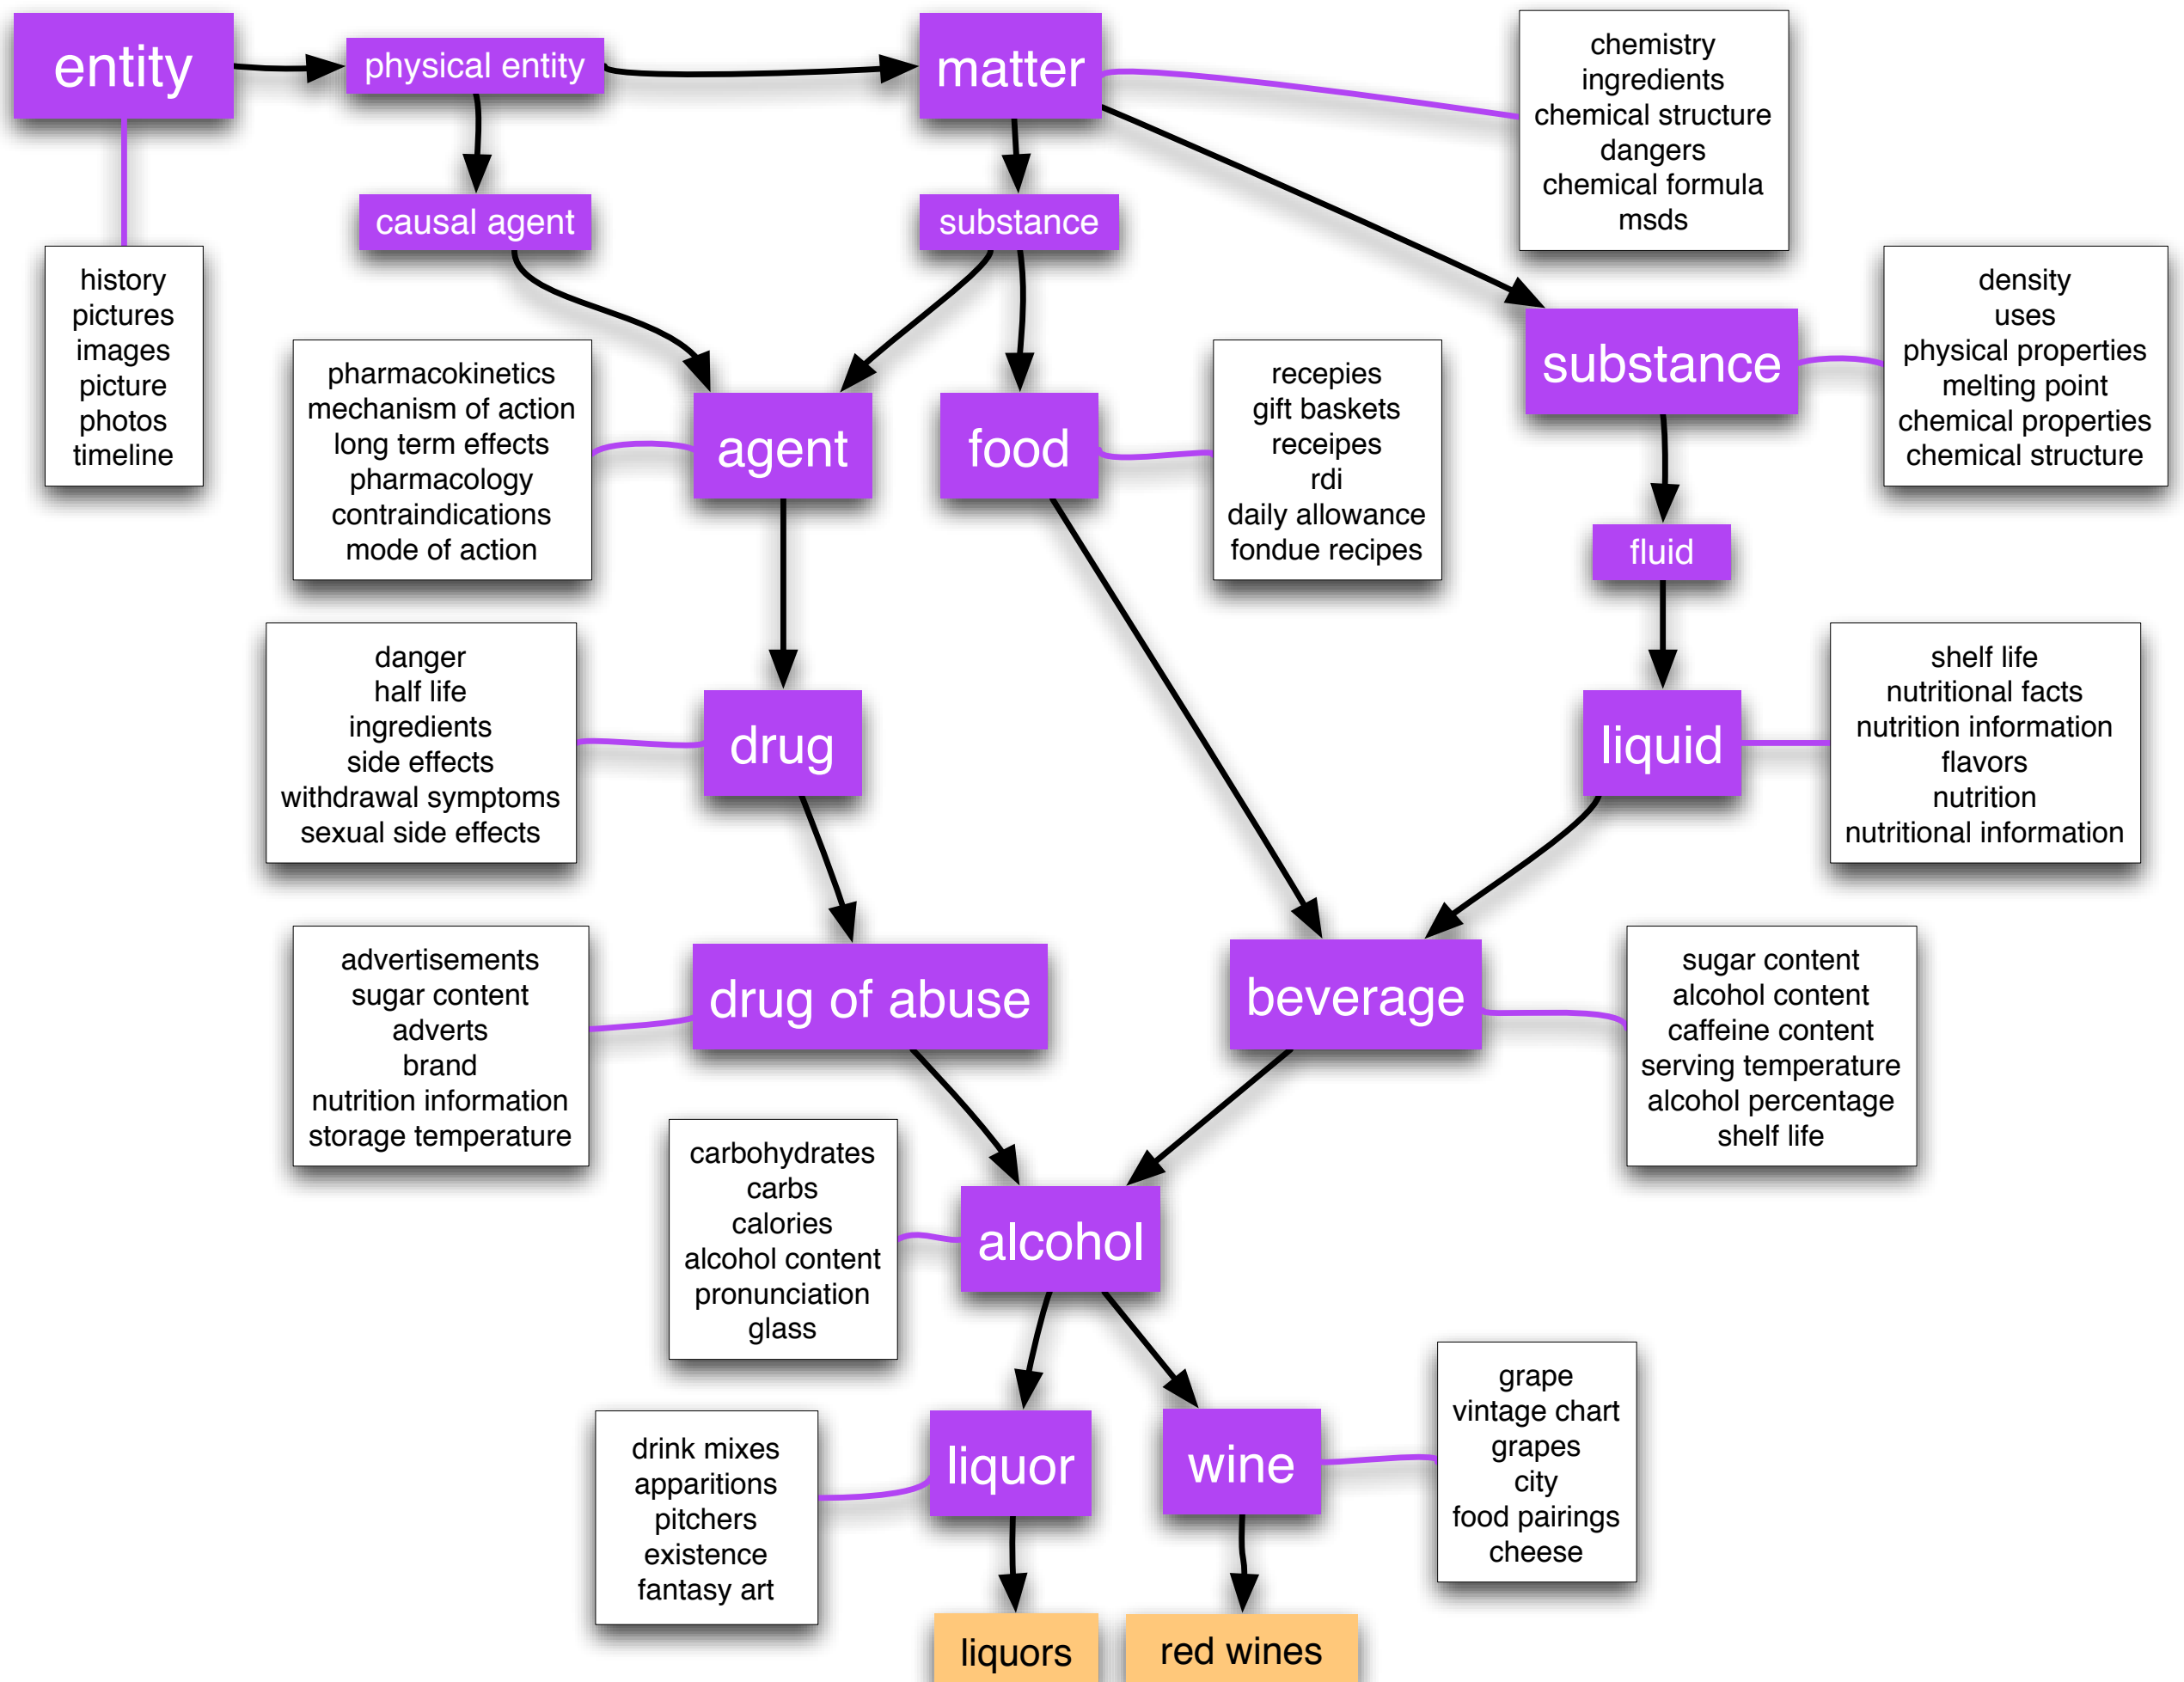 entity
physical entity
matter
chemistry
ingredients
chemical structure
dangers
chemical formula
msds
causal agent
substance
history
pictures
images
picture
photos
timeline
density
uses
physical properties
melting point
chemical properties
chemical structure
substance
pharmacokinetics
mechanism of action
long term effects
pharmacology
contraindications
mode of action
agent
food
recepies
gift baskets
receipes
rdi
daily allowance
fondue recipes
fluid
danger
half life
ingredients
side effects
withdrawal symptoms
sexual side effects
drug
liquid
shelf life
nutritional facts
nutrition information
flavors
nutrition
nutritional information
advertisements
sugar content
adverts
brand
nutrition information
storage temperature
drug of abuse
beverage
sugar content
alcohol content
caffeine content
serving temperature
alcohol percentage
shelf life
carbohydrates
carbs
calories
alcohol content
pronunciation
glass
alcohol
drink mixes
apparitions
pitchers
existence
fantasy art
liquor
wine
grape
vintage chart
grapes
city
food pairings
cheese
liquors
red wines